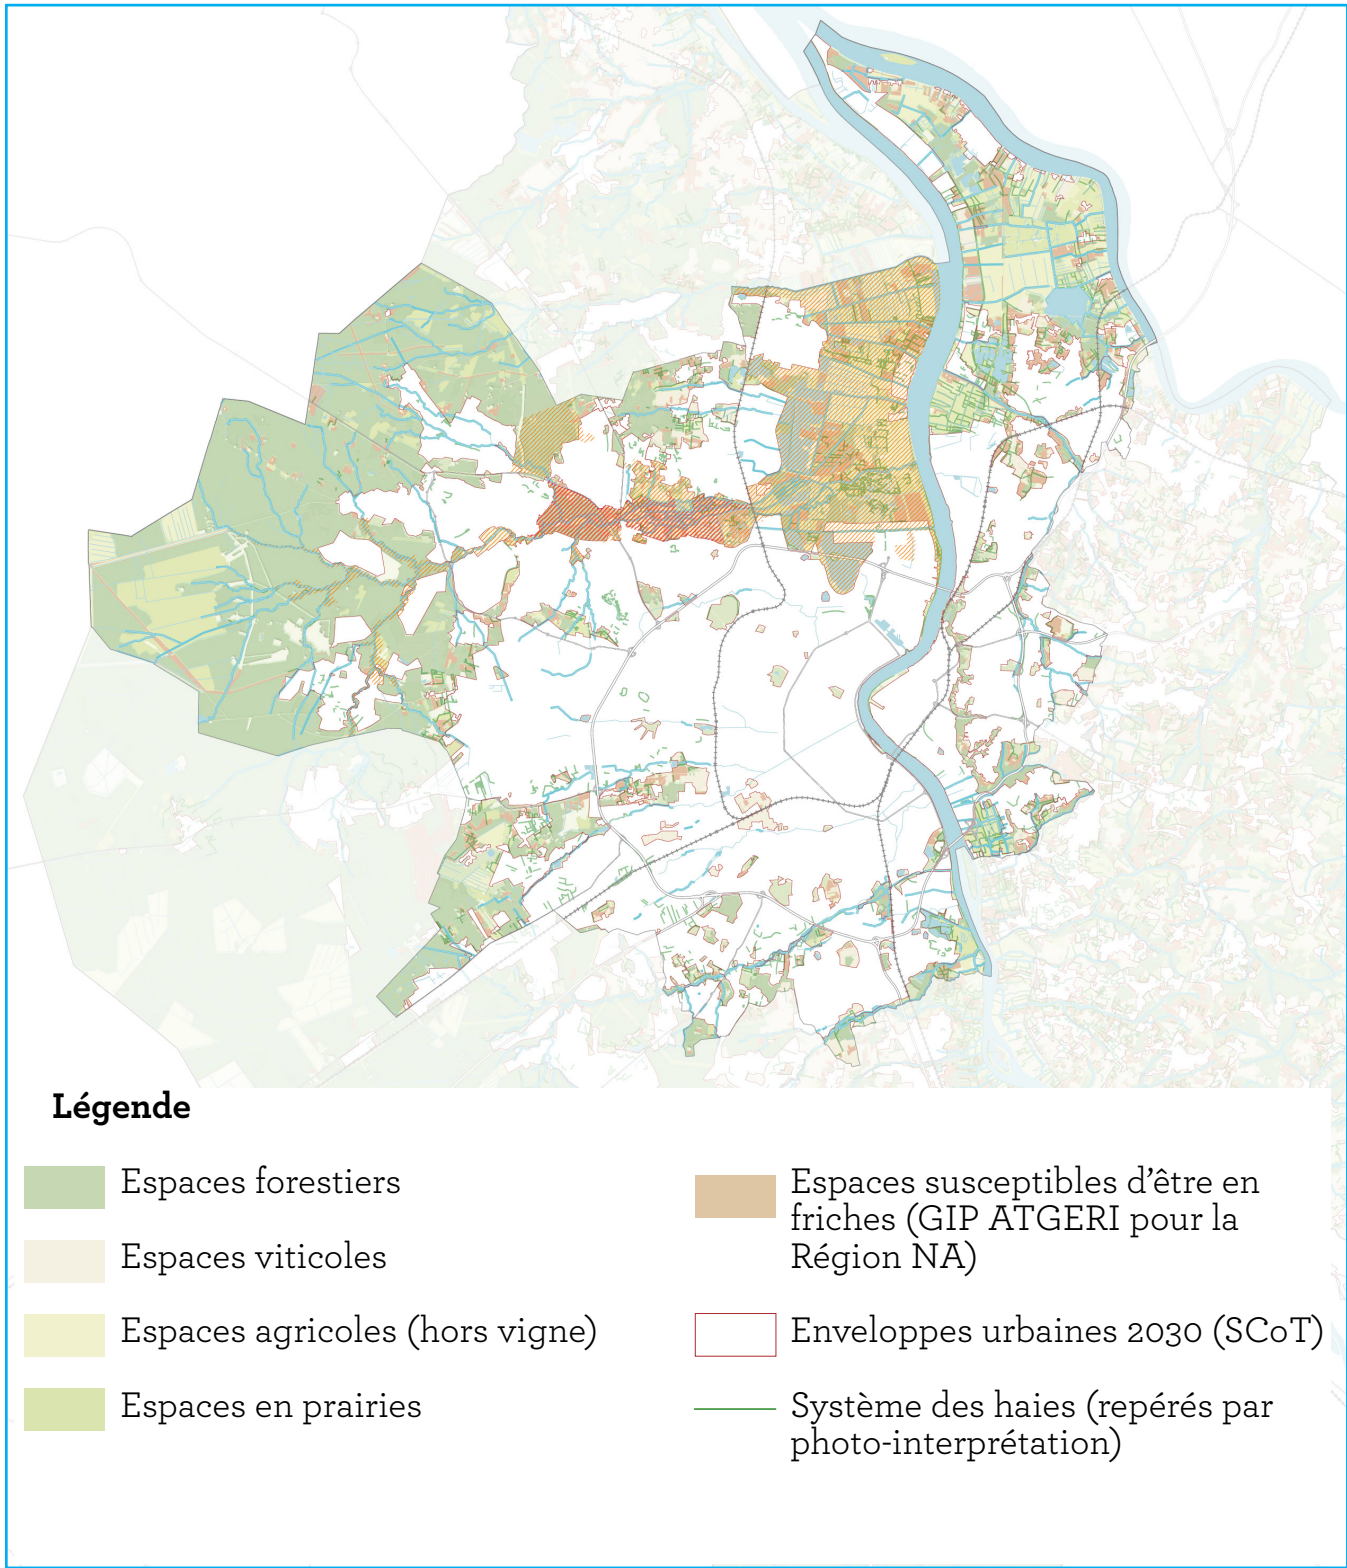 Légende
Espaces forestiers
Espaces viticoles
Espaces agricoles (hors vigne)
Espaces en prairies
Espaces susceptibles d'être en
friches (GIP ATGERI pour la
Région NA)
Enveloppes urbaines 2030 (SCoT)
Système des haies (repérés par
photo-interprétation)